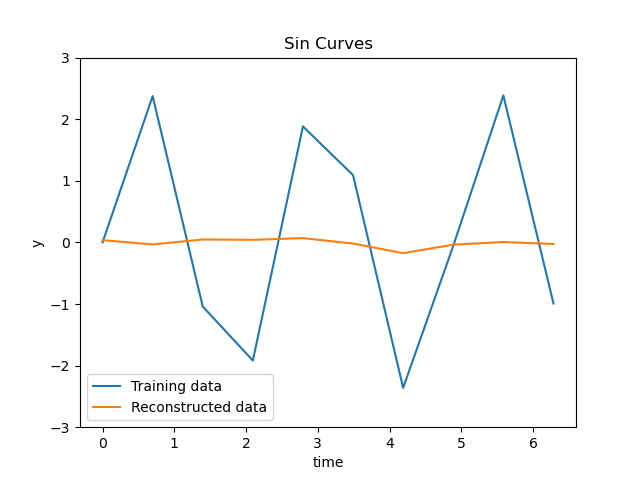 Sin Curves
3
2
1
0
−1
−2
−3
y
Training data
Reconstructed data
0 1 2 3 4 5 6
time